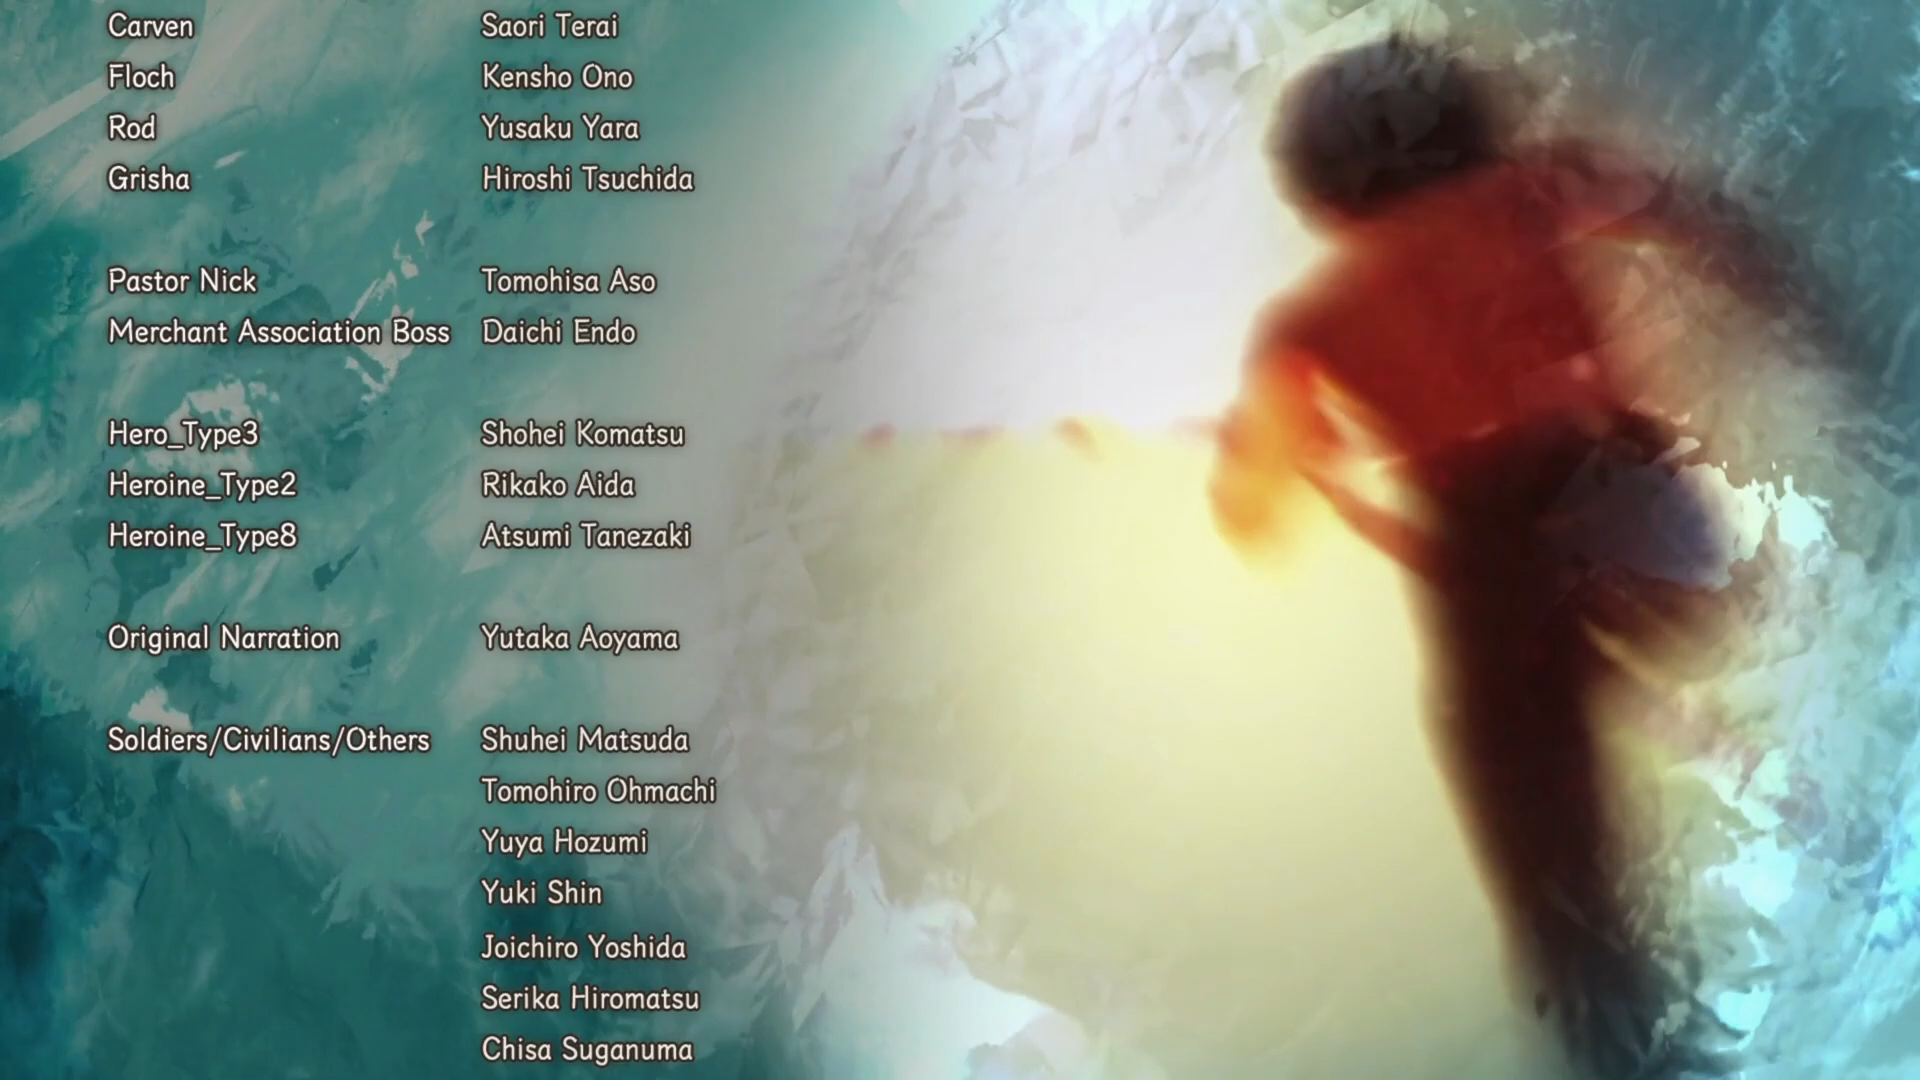 Carven Saori Terai
Floch Kensho Ono
Rod Yusaku Yara
Grisha Hiroshi Tsuchida
Pastor Nick Tomohisa Aso
Merchant Association Boss Daichi Endo
Hero_Type3 Shohei Komatsu
Heroine_Type2 Rikako Aida
Heroine_Type8 Atsumi Tanezaki
Original Narration Yutaka Aoyama
Soldiers/Civilians/Others Shuhei Matsuda
Tomohiro Ohmachi
Yuya Hozumi
Yuki Shin
Joichiro Yoshida
Serika Hiromatsu
Chisa Suganuma